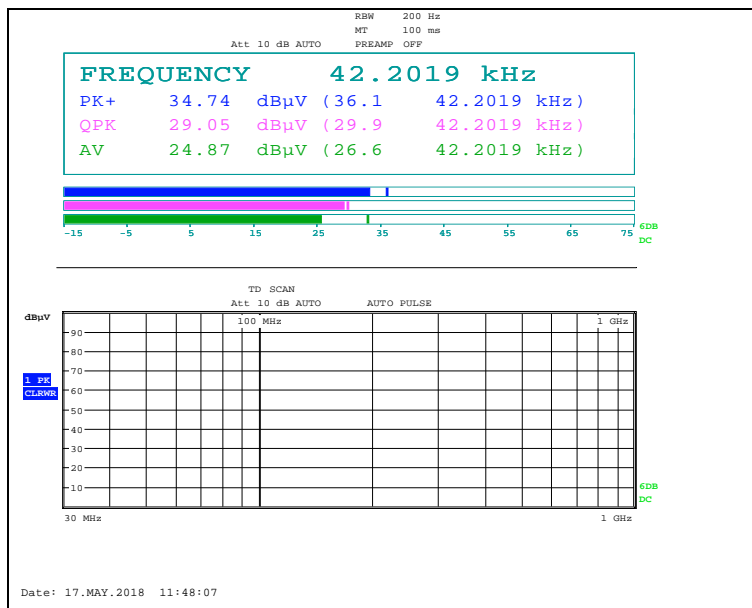 RBW 200 Hz
MT 100 ms
Att 10 dB AUTO PREAMP OFF
FREQUENCY 42.2019 kHz
PK+ 34.74 dBµV (36.1 42.2019 kHz)
QPK 29.05 dBµV (29.9 42.2019 kHz)
AV 24.87 dBµV (26.6 42.2019 kHz)
-15 -5 5 15 25 35 45 55 65 75
6DB
DC
TD SCAN
Att 10 dB AUTO AUTO PULSE
dBµV
100 MHz 1 GHz
90
80
70
1 PK
60
CLRWR
50
40
30
20
10
6DB
DC
30 MHz 1 GHz
Date: 17.MAY.2018 11:48:07